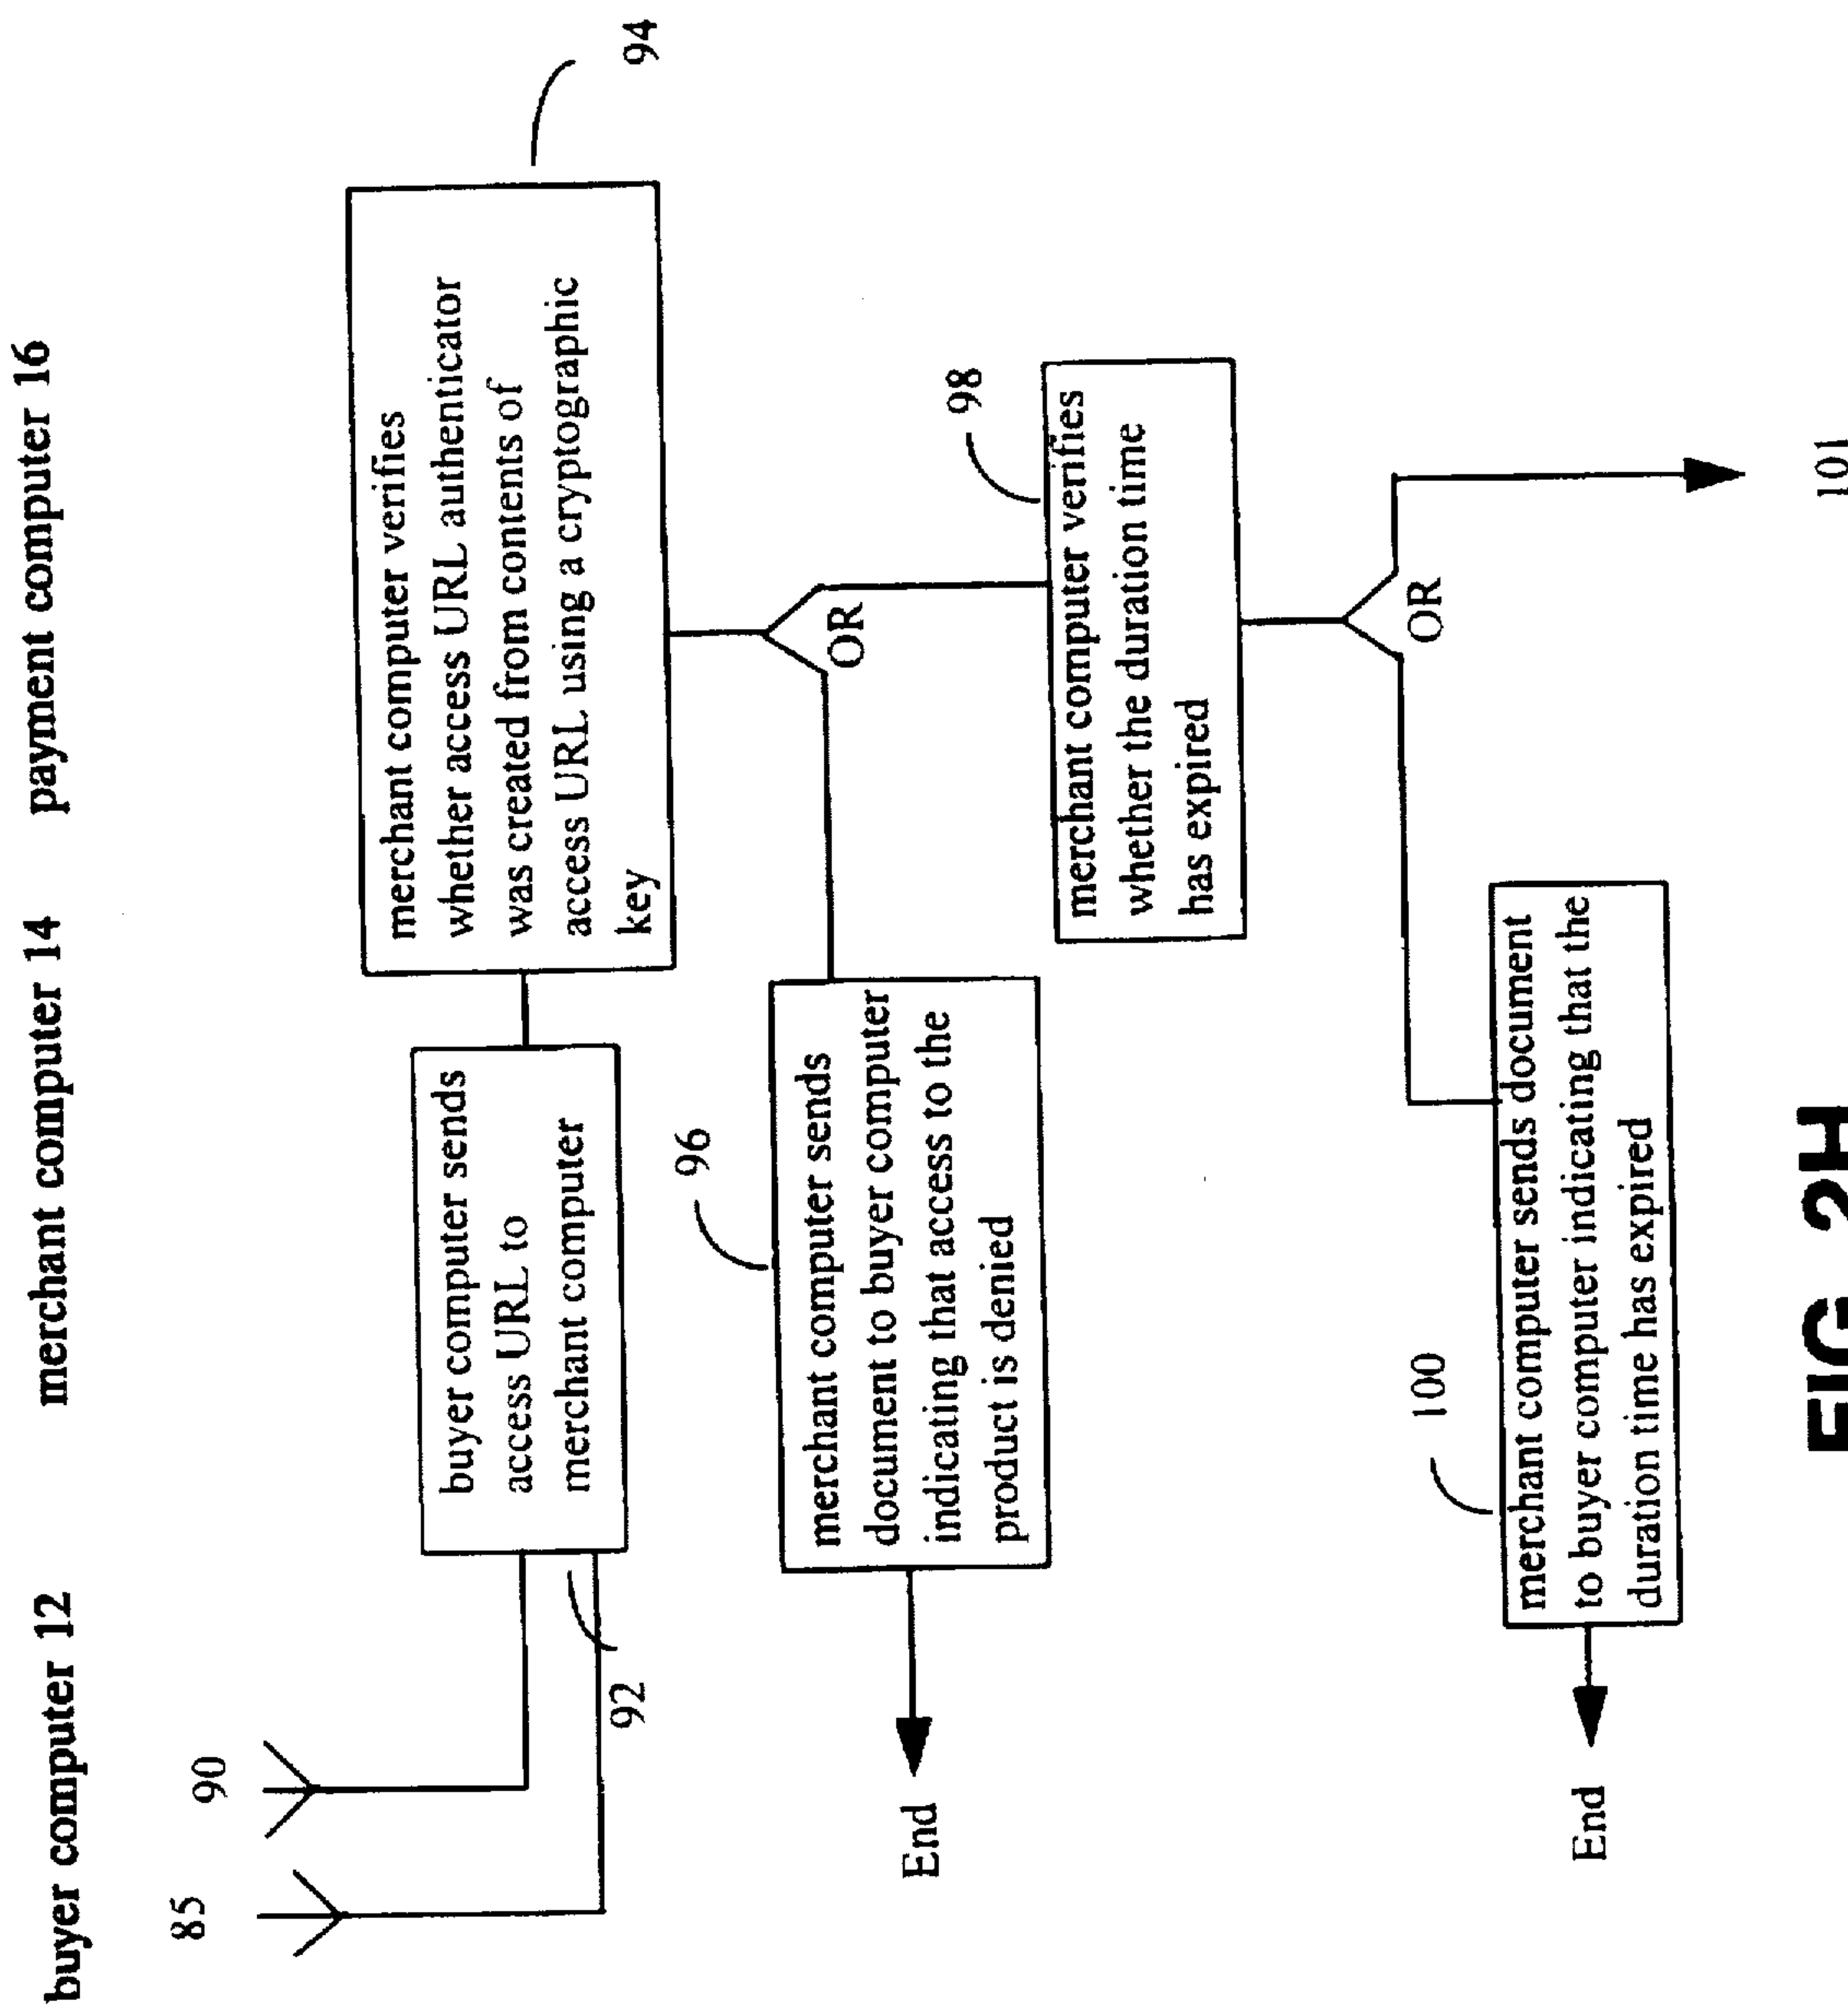 buyer computer 12
merchant computer 14
payment computer 16
85
90
buyer computer sends
access URL to
merchant computer
92
merchant computer verifies
whether access URL authenticator
was created from contents of
access URL using a cryptographic
key
94
96
merchant computer sends
document to buyer computer
indicating that access to the
product is denied
End
OR
98
merchant computer verifies
whether the duration time
has expired
OR
100
merchant computer sends document
to buyer computer indicating that the
duration time has expired
End
101
FIG. 2H